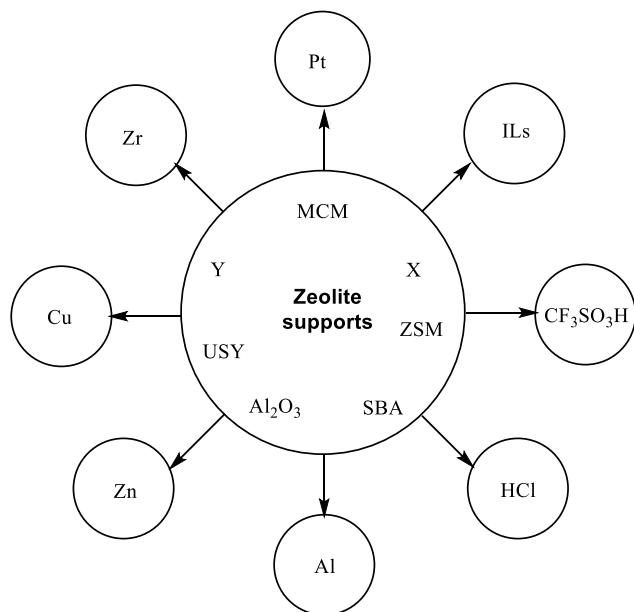 Pt
Zr
ILs
MCM
Y
X
Zeolite
supports
Cu
CF₃SO₃H
ZSM
USY
Al₂O₃
SBA
Zn
HCl
Al